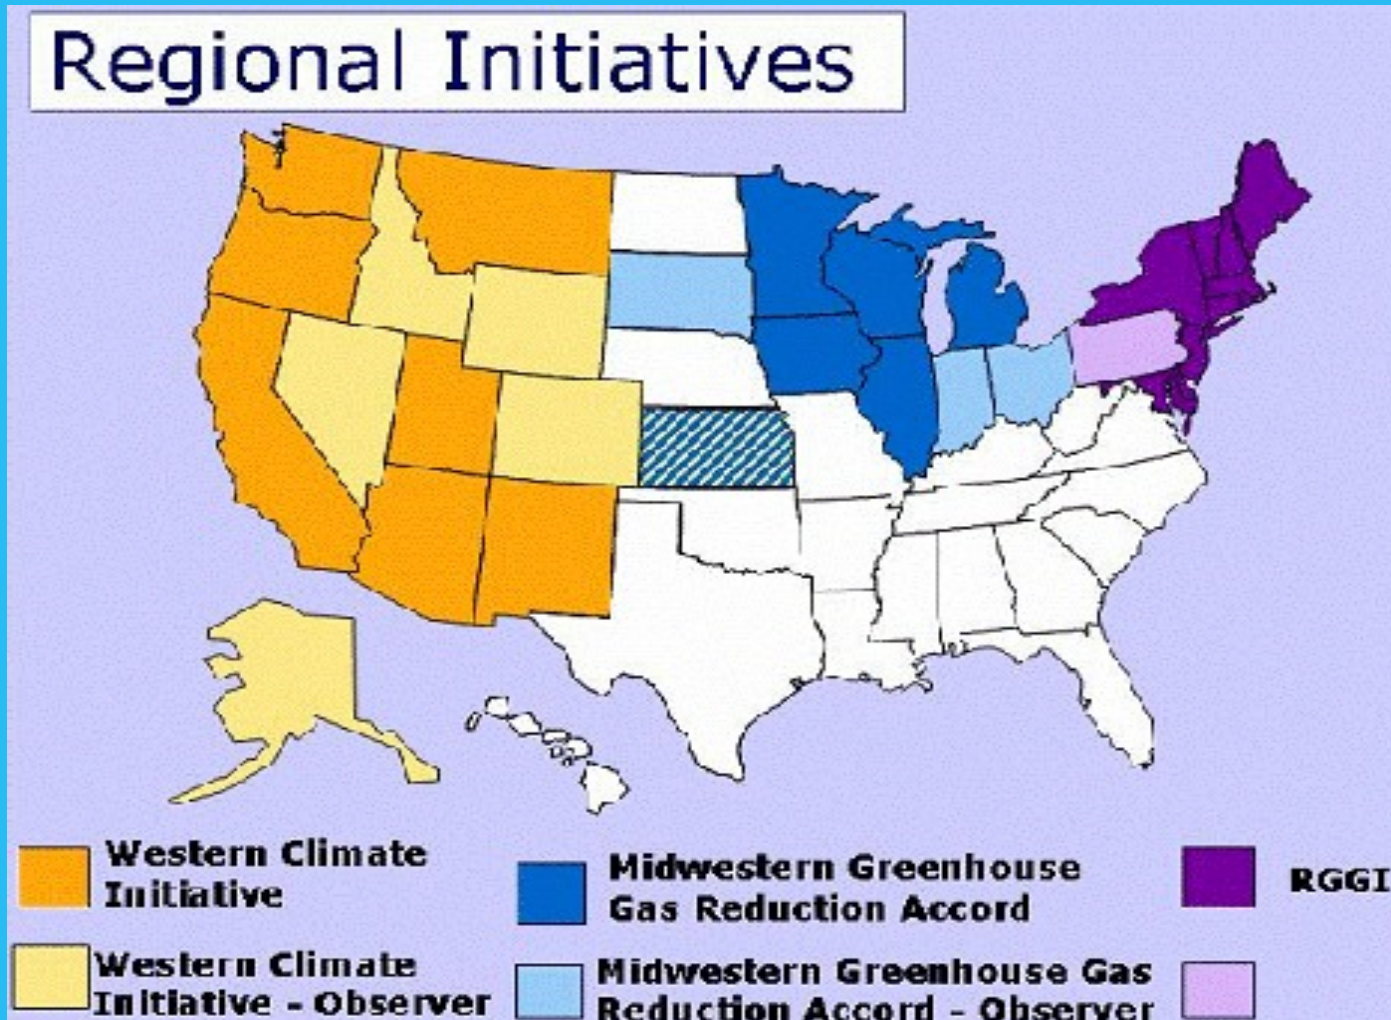 Regional Initiatives
Western Climate
Initiative
Midwestern Greenhouse
Gas Reduction Accord
RGGI
Western Climate
Initiative - Observer
Midwestern Greenhouse Gas
Reduction Accord - Observer